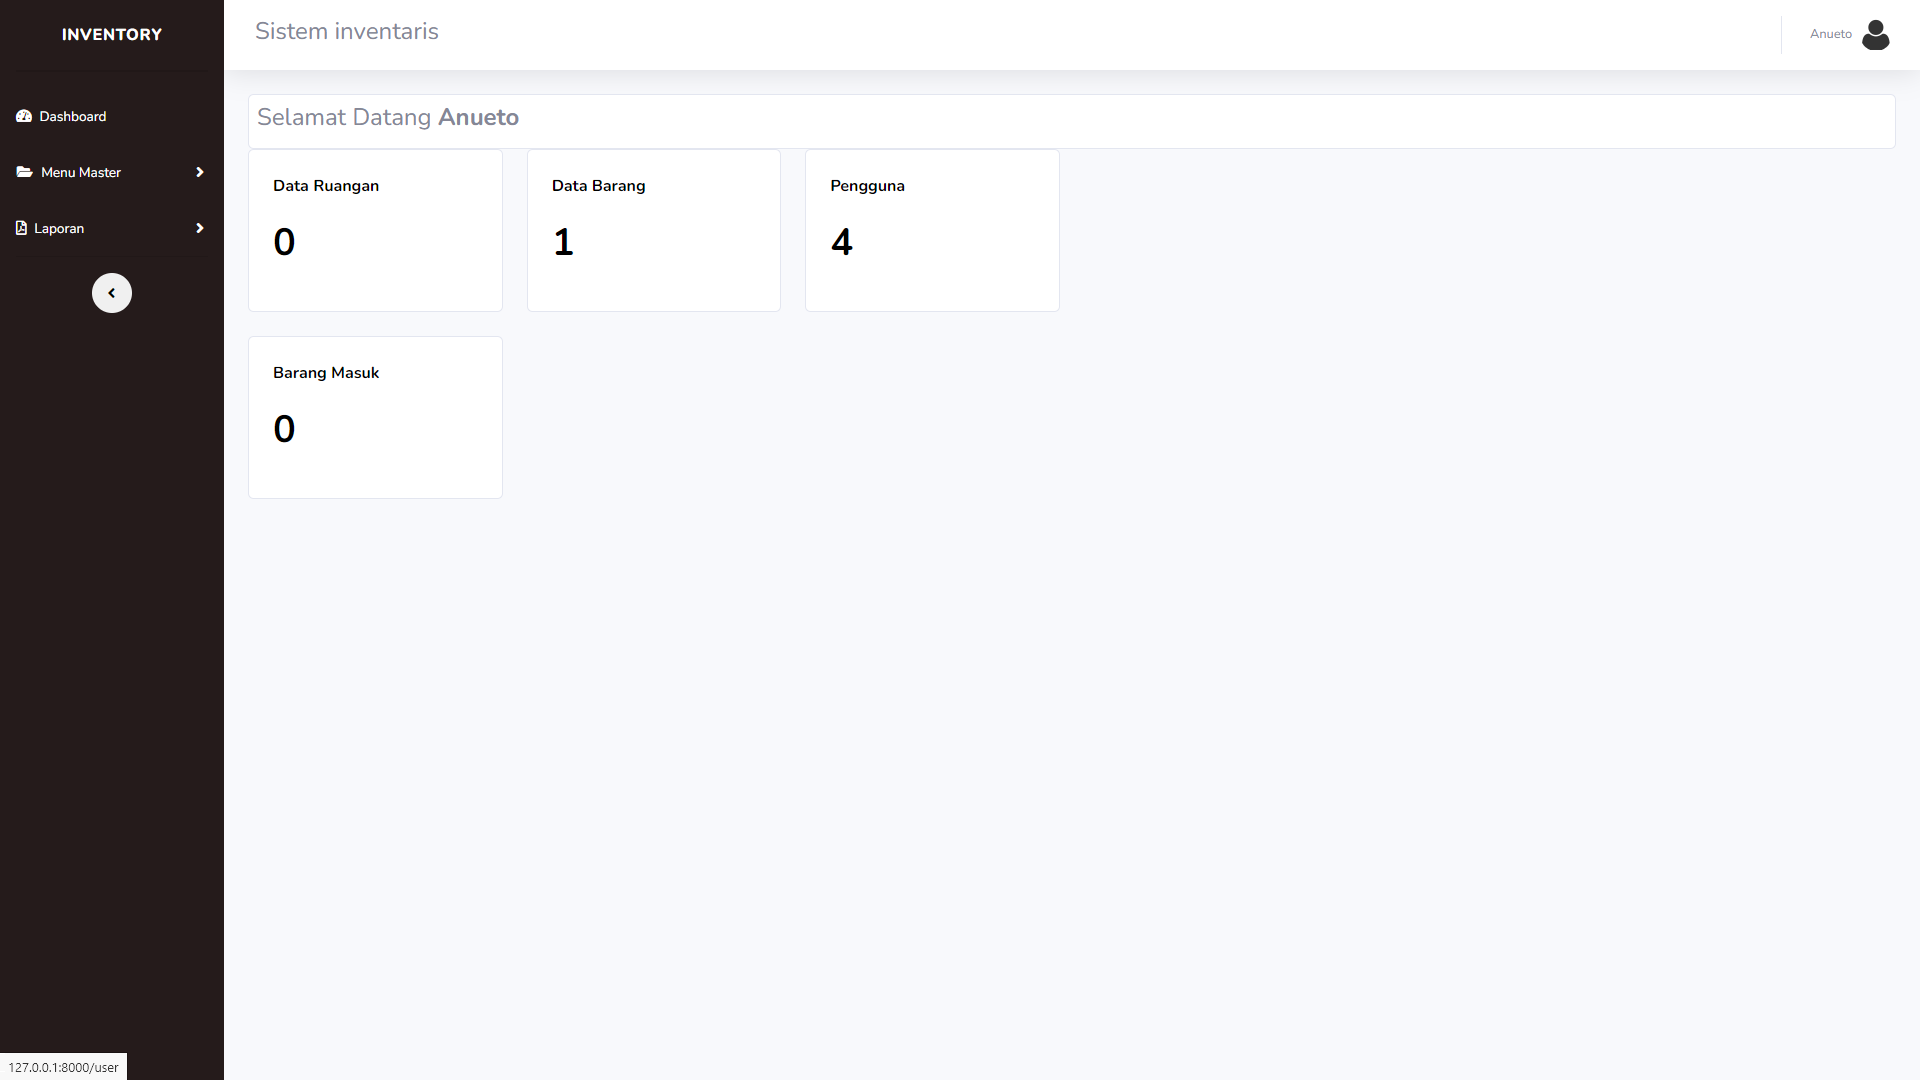 INVENTORY
Sistem inventaris
Anueto
Dashboard
Menu Master
Laporan
Selamat Datang Anueto
Data Ruangan
0
Data Barang
1
Pengguna
4
Barang Masuk
0
127.0.0.1:8000/user